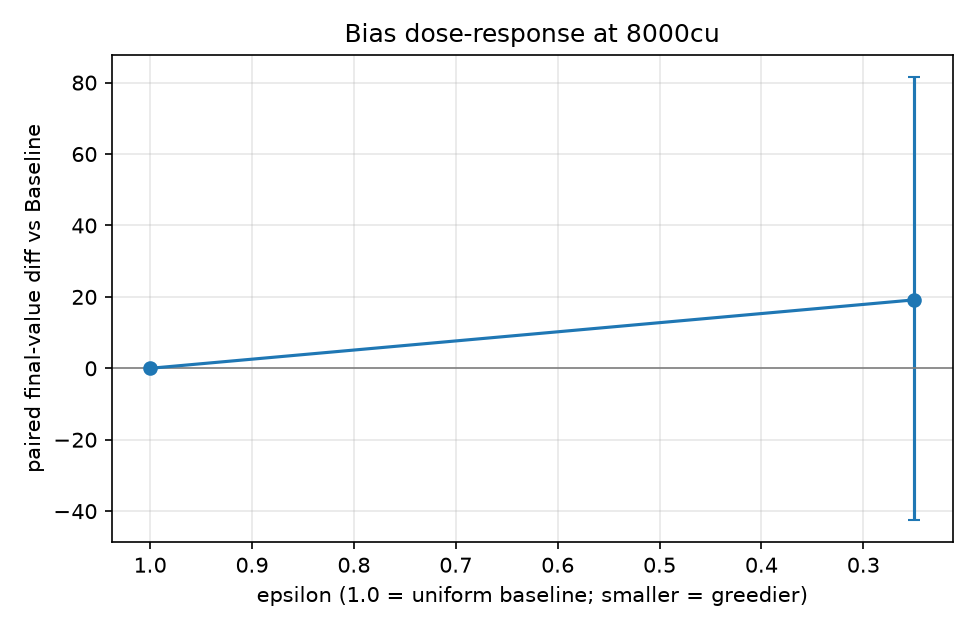 Bias dose-response at 8000cu
paired final-value diff vs Baseline
80
60
40
20
0
−20
−40
1.0 0.9 0.8 0.7 0.6 0.5 0.4 0.3
epsilon (1.0 = uniform baseline; smaller = greedier)